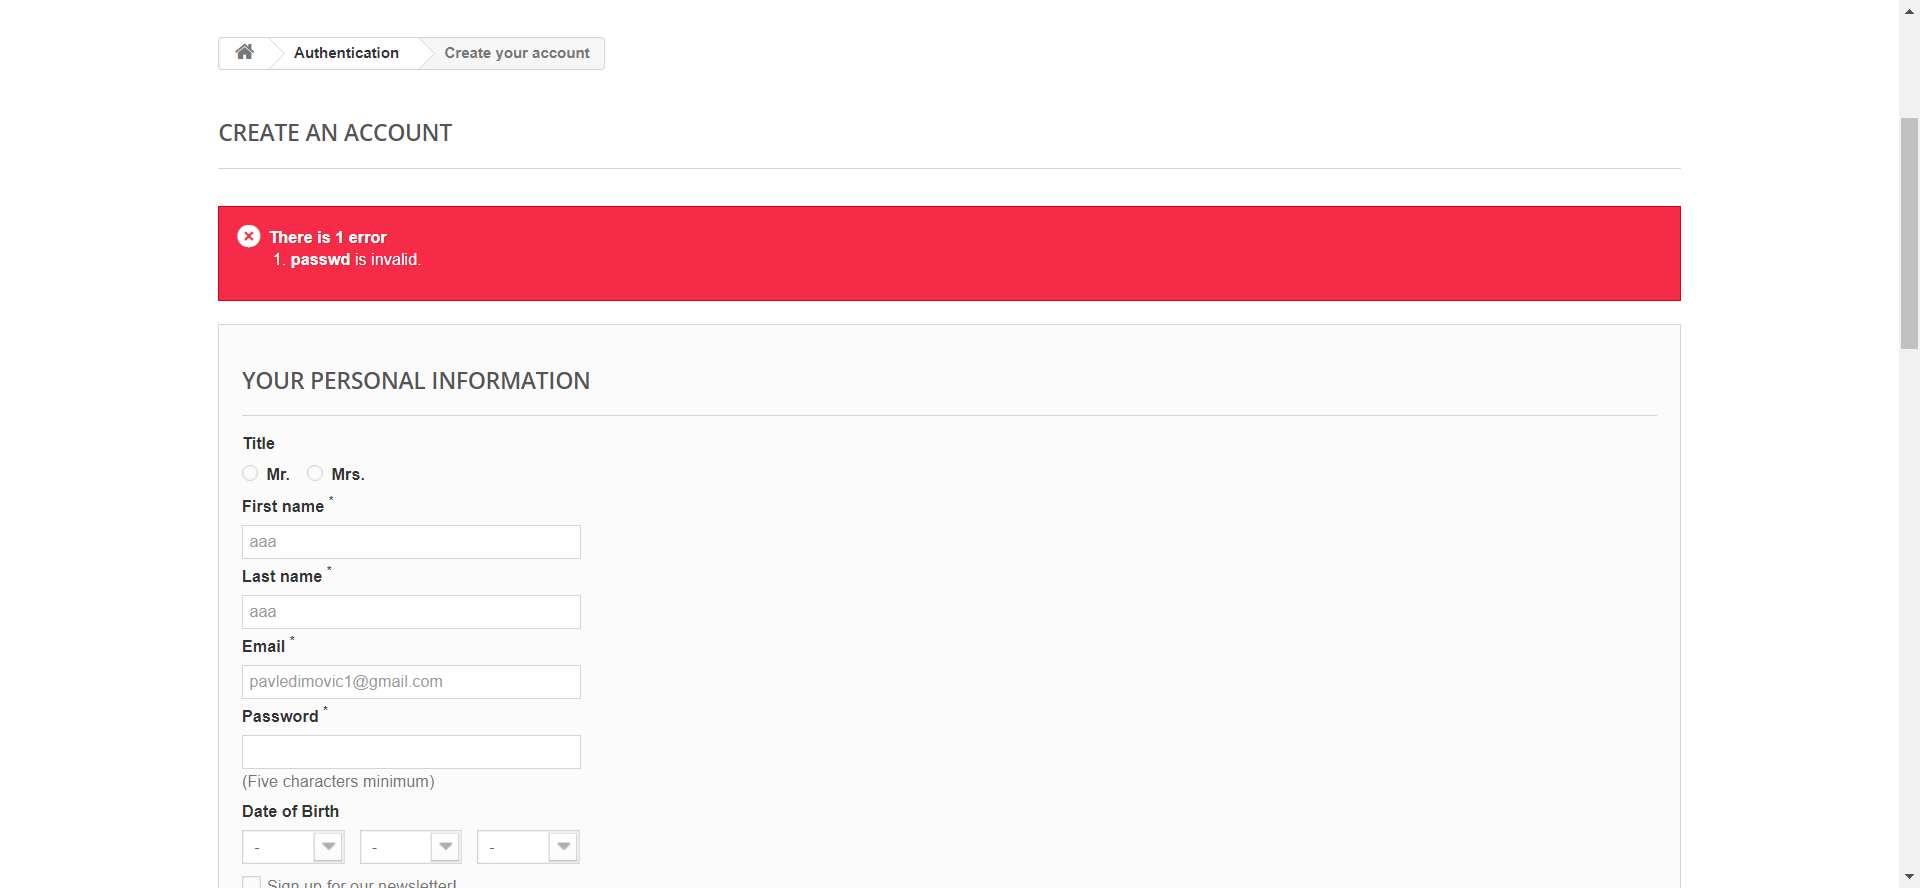 Authentication
Create your account
CREATE AN ACCOUNT
There is 1 error
1. passwd is invalid.
YOUR PERSONAL INFORMATION
Title
Mr.
Mrs.
First name *
aaa
Last name *
aaa
Email *
pavledimovic1@gmail.com
Password *
(Five characters minimum)
Date of Birth
- - -
Sign up for our newsletter!